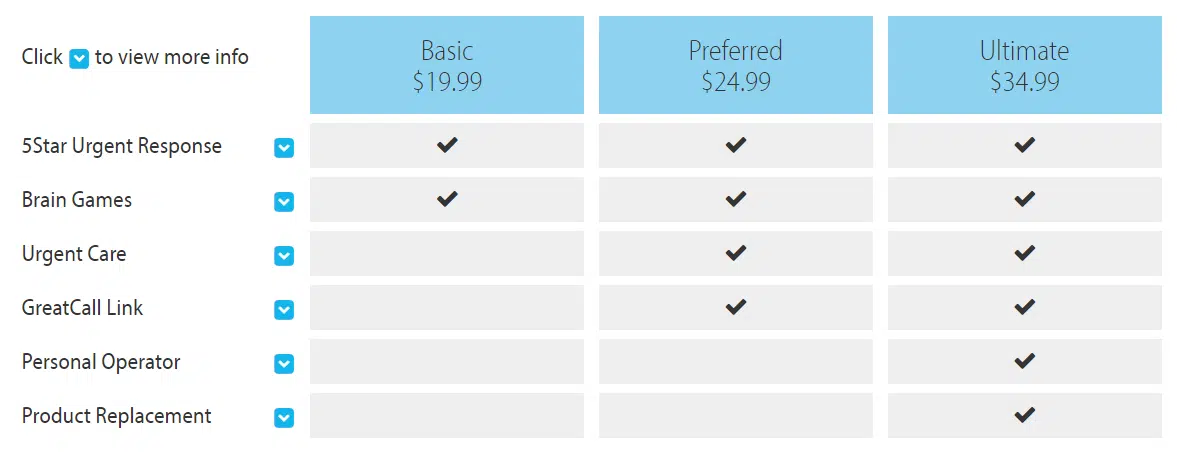 Click to view more info
Basic
$19.99
Preferred
$24.99
Ultimate
$34.99
5Star Urgent Response
Brain Games
Urgent Care
GreatCall Link
Personal Operator
Product Replacement